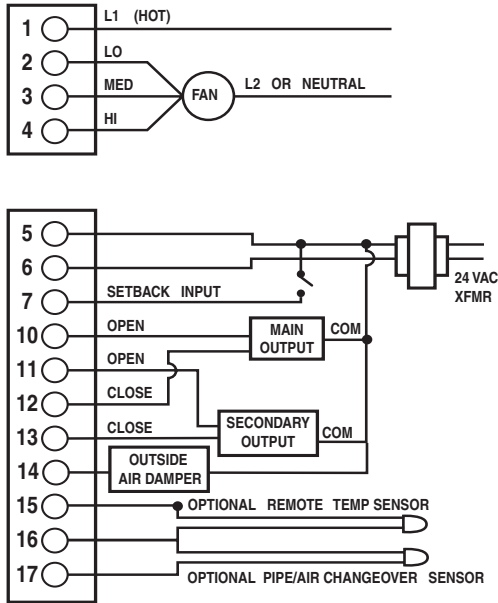 1 L1 (HOT)
2 LO
3 MED FAN L2 OR NEUTRAL
4 HI
5
6
24 VAC
XFMR
7 SETBACK INPUT
10 OPEN MAIN
OUTPUT COM
11 OPEN
12 CLOSE
13 CLOSE SECONDARY
OUTPUT COM
14 OUTSIDE
AIR DAMPER
15 OPTIONAL REMOTE TEMP SENSOR
16
17 OPTIONAL PIPE/AIR CHANGEOVER SENSOR